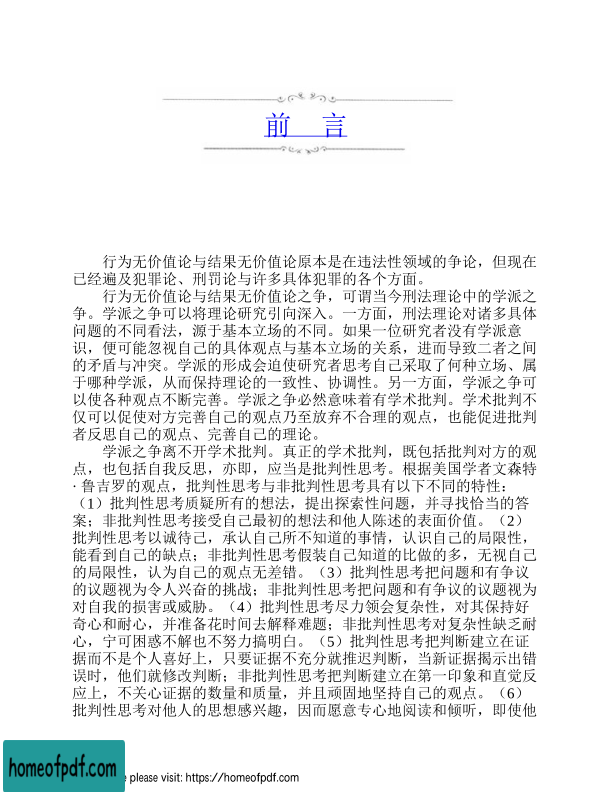 前 言
行为无价值论与结果无价值论原本是在违法性领域的争论，但现在
已经遍及犯罪论、刑罚论与许多具体犯罪的各个方面。
行为无价值论与结果无价值论之争，可谓当今刑法理论中的学派之
争。学派之争可以将理论研究引向深入。一方面，刑法理论对诸多具体
问题的不同看法，源于基本立场的不同。如果一位研究者没有学派意
识，便可能忽视自己的具体观点与基本立场的关系，进而导致二者之间
的矛盾与冲突。学派的形成会迫使研究者思考自己采取了何种立场、属
于哪种学派，从而保持理论的一致性、协调性。另一方面，学派之争可
以使各种观点不断完善。学派之争必然意味着有学术批判。学术批判不
仅可以促使对方完善自己的观点乃至放弃不合理的观点，也能促进批判
者反思自己的观点、完善自己的理论。
学派之争离不开学术批判。真正的学术批判，既包括批判对方的观
点，也包括自我反思，亦即，应当是批判性思考。根据美国学者文森特
· 鲁吉罗的观点，批判性思考与非批判性思考具有以下不同的特性：
（1）批判性思考质疑所有的想法，提出探索性问题，并寻找恰当的答
案；非批判性思考接受自己最初的想法和他人陈述的表面价值。（2）
批判性思考以诚待己，承认自己所不知道的事情，认识自己的局限性，
能看到自己的缺点；非批判性思考假装自己知道的比做的多，无视自己
的局限性，认为自己的观点无差错。（3）批判性思考把问题和有争议
的议题视为令人兴奋的挑战；非批判性思考把问题和有争议的议题视为
对自我的损害或威胁。（4）批判性思考尽力领会复杂性，对其保持好
奇心和耐心，并准备花时间去解释难题；非批判性思考对复杂性缺乏耐
心，宁可困惑不解也不努力搞明白。（5）批判性思考把判断建立在证
据而不是个人喜好上，只要证据不充分就推迟判断，当新证据揭示出错
误时，他们就修改判断；非批判性思考把判断建立在第一印象和直觉反
应上，不关心证据的数量和质量，并且顽固地坚持自己的观点。（6）
批判性思考对他人的思想感兴趣，因而愿意专心地阅读和倾听，即使他
homeofpdf.com
e please visit: https://homeofpdf.com